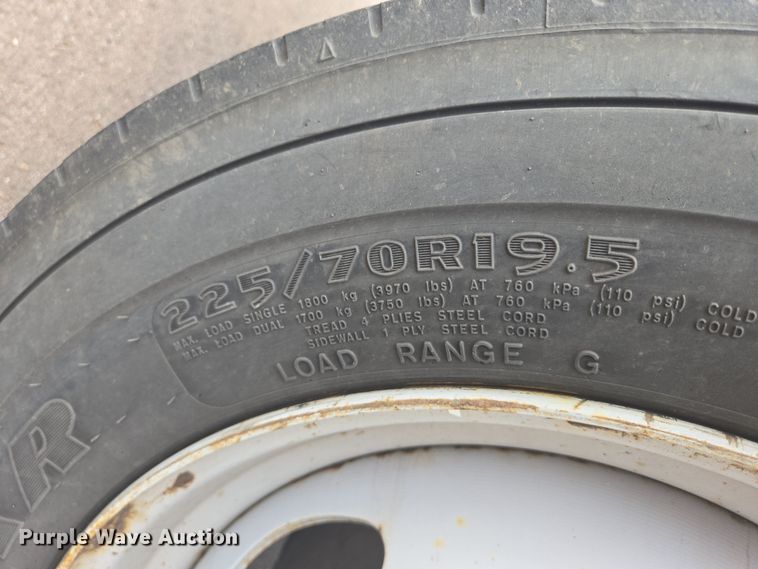 225/70R19.5
MAX. LOAD SINGLE 1800 kg (3970 lbs) AT 760 kPa (110 psi) COLD
MAX. LOAD DUAL 1700 kg (3750 lbs) AT 760 kPa (110 psi) COLD
TREAD 4 PLIES STEEL CORD
SIDEWALL 1 PLY STEEL CORD
LOAD RANGE G
AR
Purple Wave Auction